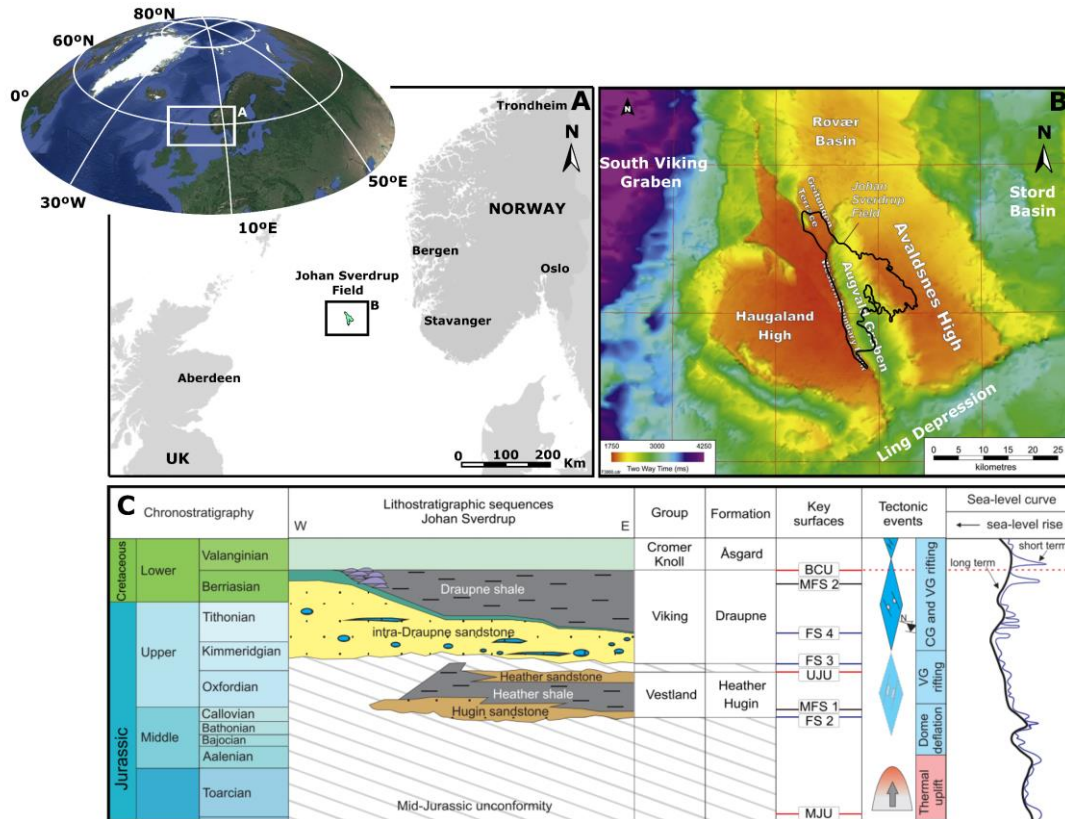 80ºN
60ºN
0º
A
30W
10ºE
50ºE
A
Trondheim
N
NORWAY
Bergen
Oslo
Johan Sverdrup
Field
B
Stavanger
Aberdeen
UK
0 100 200
Km
B
N
Rovær
Basin
N
South Viking
Graben
Geitungen
Terrace
Johan
Sverdrup
Field
Stord
Basin
Avaldsnes High
Augvald Graben
Haugaland
High
Ling Depression
1750 3000 4250
Two Way Time (ms)
0 5 10 15 20 25
kilometres
C
Chronostratigraphy
Lithostratigraphic sequences
Johan Sverdrup
W
E
Group
Formation
Key
surfaces
Tectonic
events
Sea-level curve
sea-level rise
Cretaceous
Lower
Valanginian
Berriasian
Jurassic
Upper
Tithonian
Kimmeridgian
Oxfordian
Middle
Callovian
Bathonian
Bajocian
Aalenian
Toarcian
Draupne shale
intra-Draupne sandstone
Heather sandstone
Heather shale
Hugin sandstone
Mid-Jurassic unconformity
Cromer
Knoll
Viking
Vestland
Åsgard
Draupne
Heather
Hugin
BCU
MFS 2
FS 4
FS 3
UJU
MFS 1
FS 2
MJU
N
CG and VG rifting
VG
rifting
Dome
deflation
Thermal
uplift
short term
long term